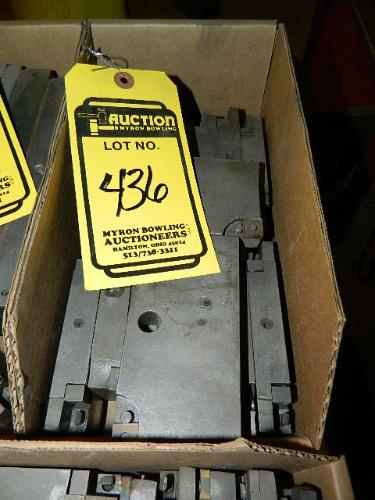 AUCTION
MYRON BOWLING
LOT NO.
436
MYRON BOWLING
AUCTIONEERS
HAMILTON, OHIO 45014
513/738-3311